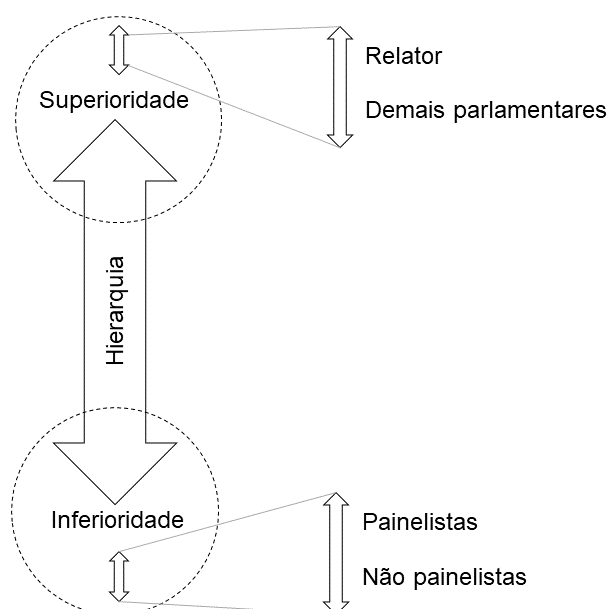 Relator
Superioridade
Demais parlamentares
Hierarquia
Inferioridade
Painelistas
Não painelistas